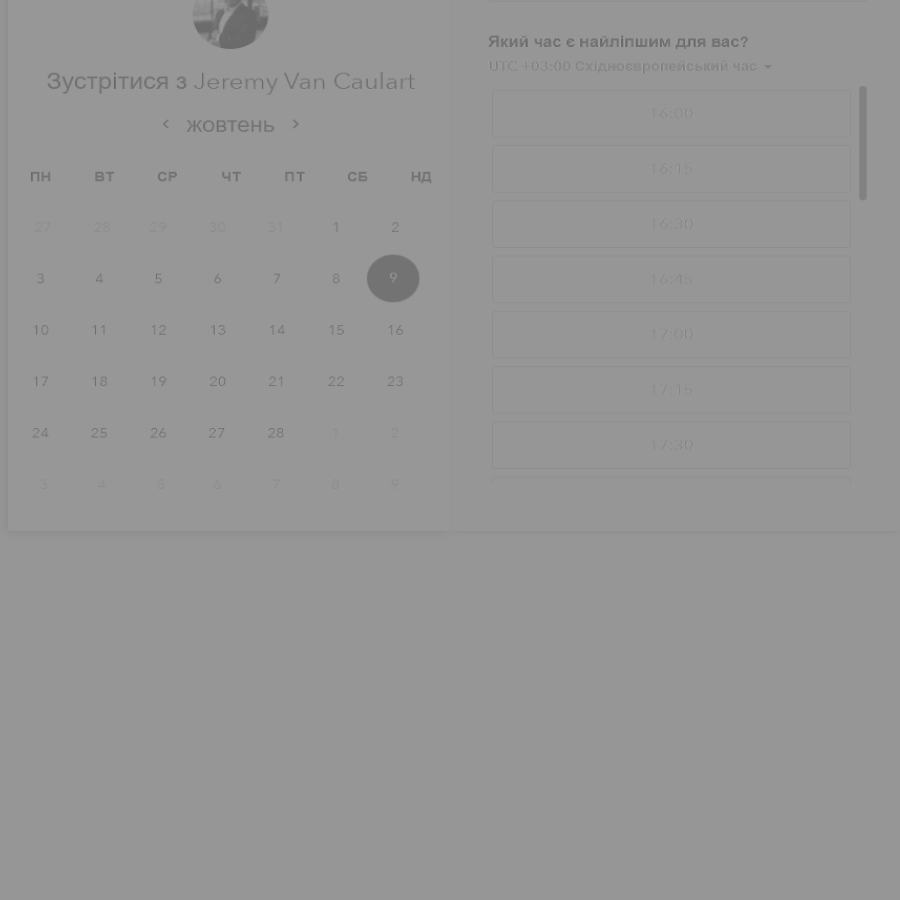 Зустрітися з Jeremy Van Caulart
жовтень
ПН ВТ СР ЧТ ПТ СБ НД
27 28 29 30 31 1 2
3 4 5 6 7 8 9
10 11 12 13 14 15 16
17 18 19 20 21 22 23
24 25 26 27 28 1 2
3 4 5 6 7 8 9
Який час є найліпшим для вас?
UTC +03:00 Східноєвропейський час
16:00
16:15
16:30
16:45
17:00
17:15
17:30